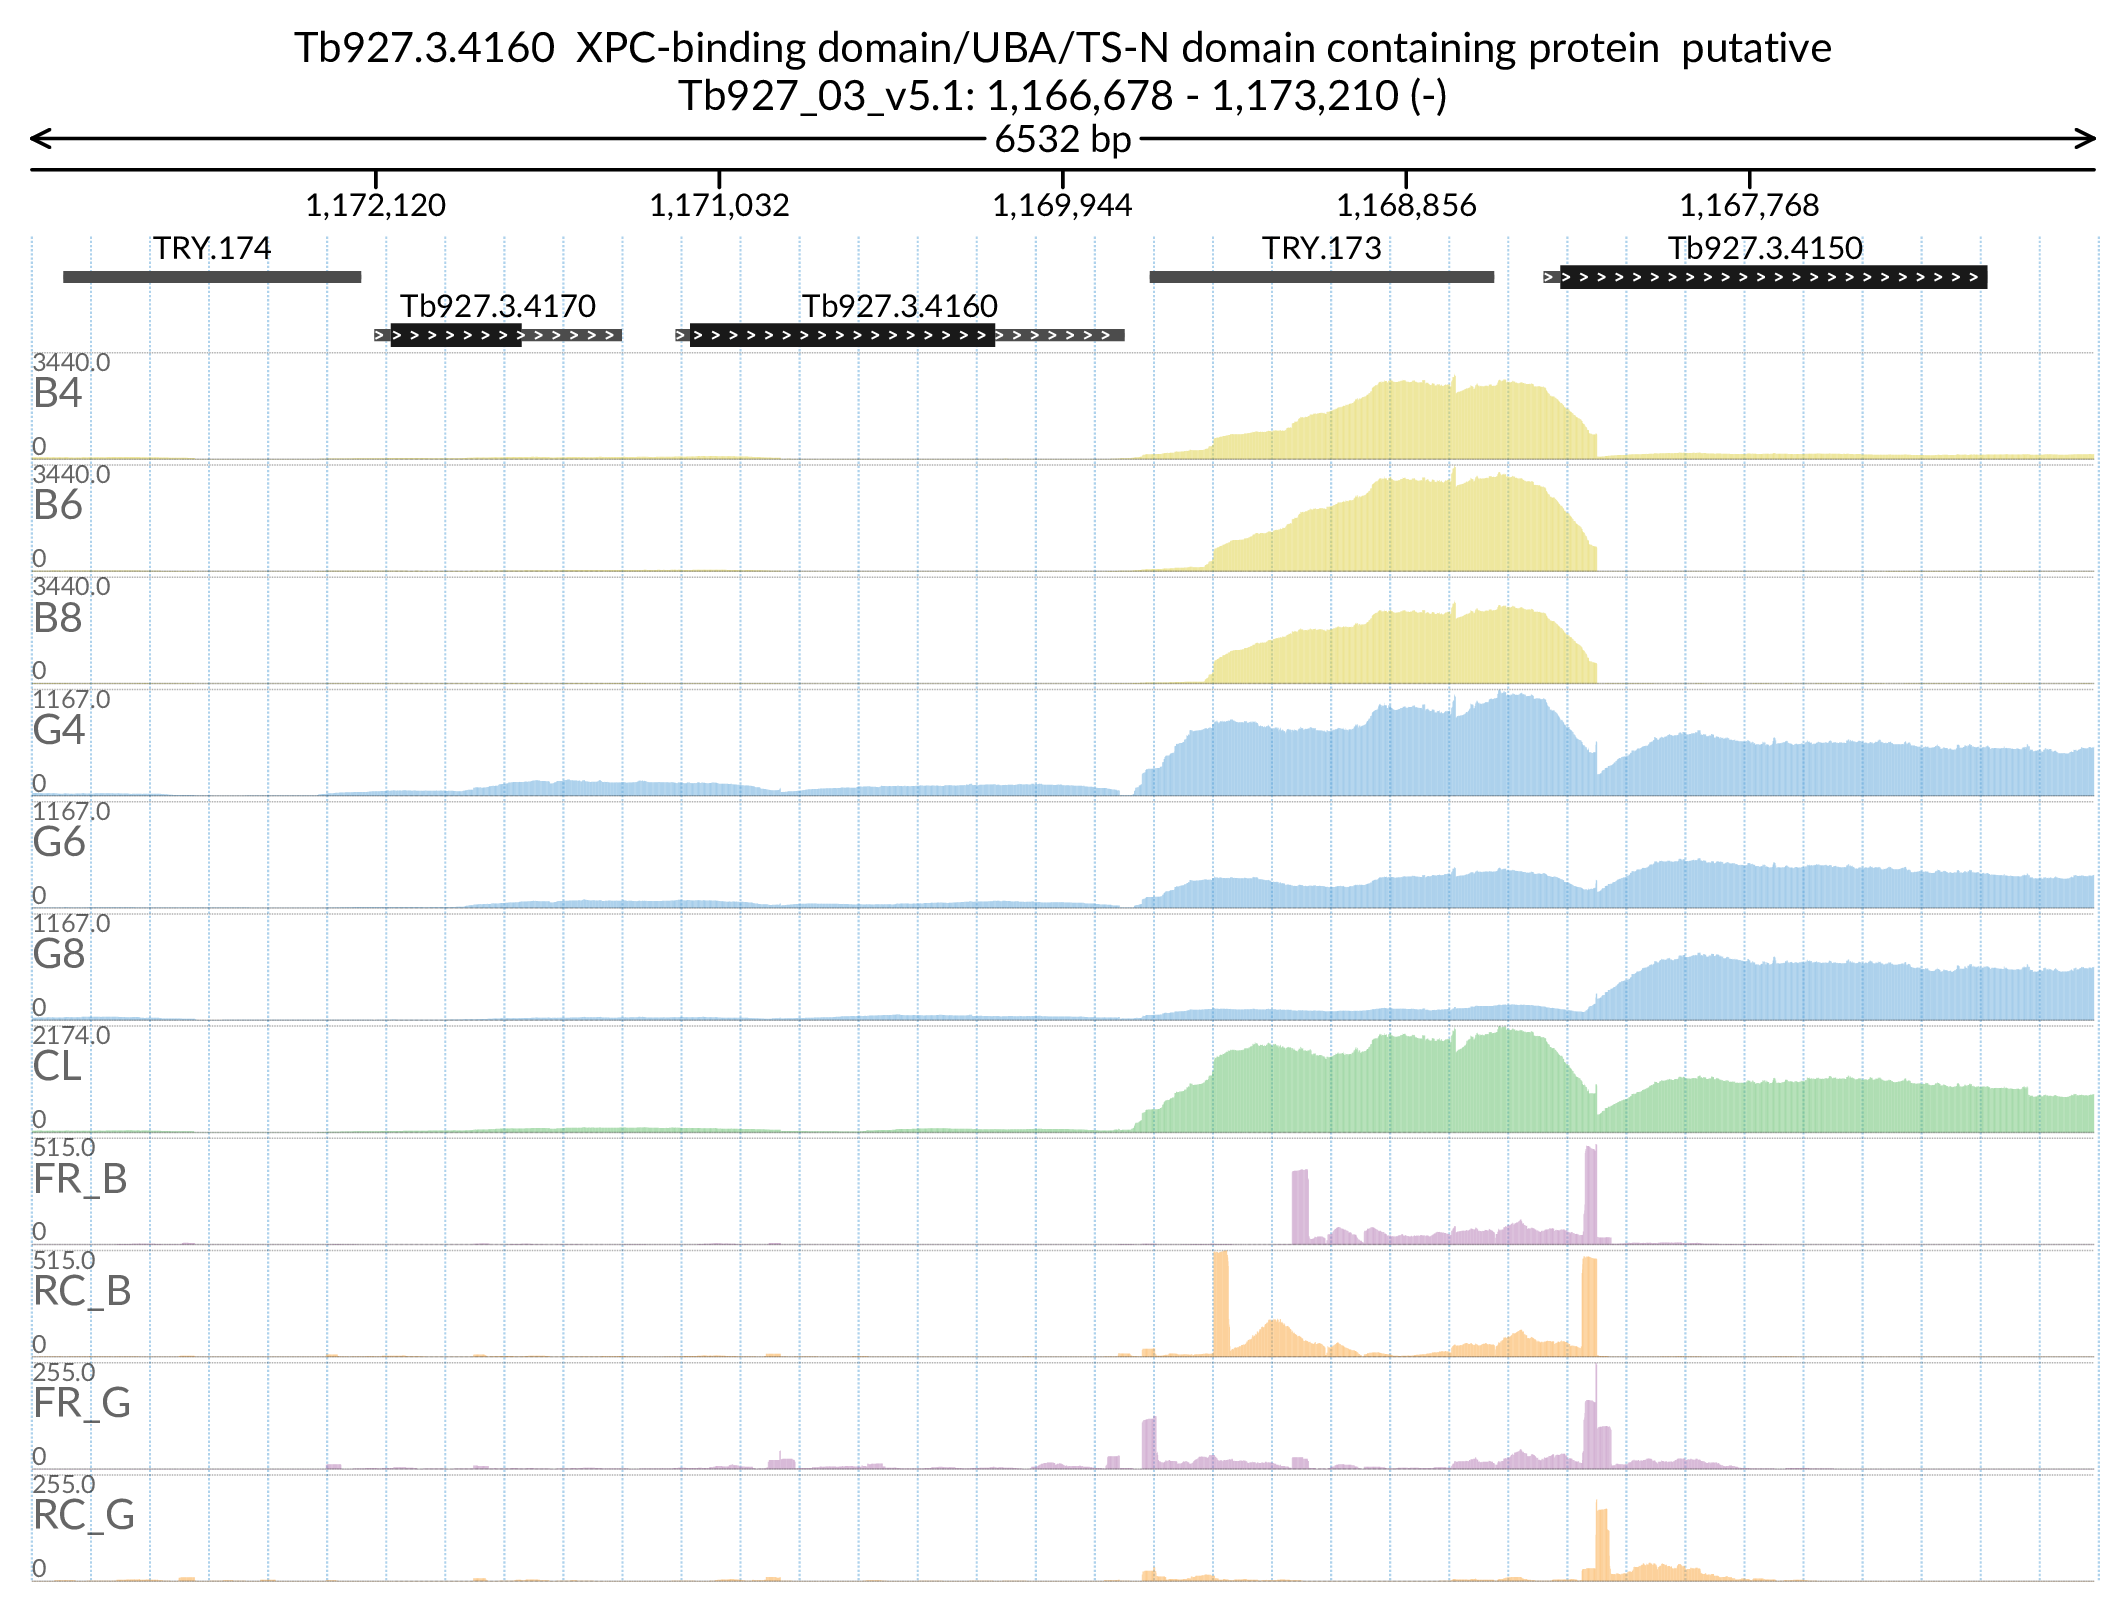 Tb927.3.4160  XPC-binding domain/UBA/TS-N domain containing protein  putative
Tb927_03_v5.1: 1,166,678 - 1,173,210 (-)
6532 bp
1,172,120 1,171,032 1,169,944 1,168,856 1,167,768
TRY.174 TRY.173 Tb927.3.4150
Tb927.3.4170 Tb927.3.4160
3440.0
B4
0
3440.0
B6
0
3440.0
B8
0
1167.0
G4
0
1167.0
G6
0
1167.0
G8
0
2174.0
CL
0
515.0
FR_B
0
515.0
RC_B
0
255.0
FR_G
0
255.0
RC_G
0